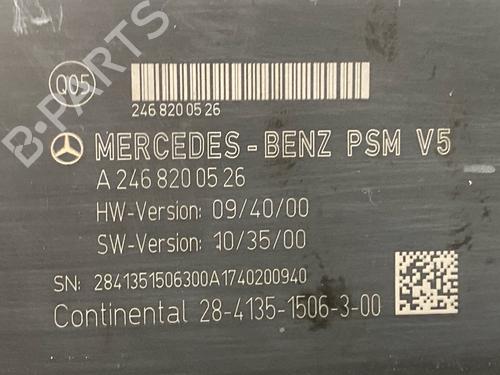 Q05
246 820 05 26
MERCEDES-BENZ PSM V5
A 246 820 05 26
HW-Version: 09/40/00
SW-Version: 10/35/00
SN: 2841351506300A1740200940
Continental 28-4135-1506-3-00
B-PARTS